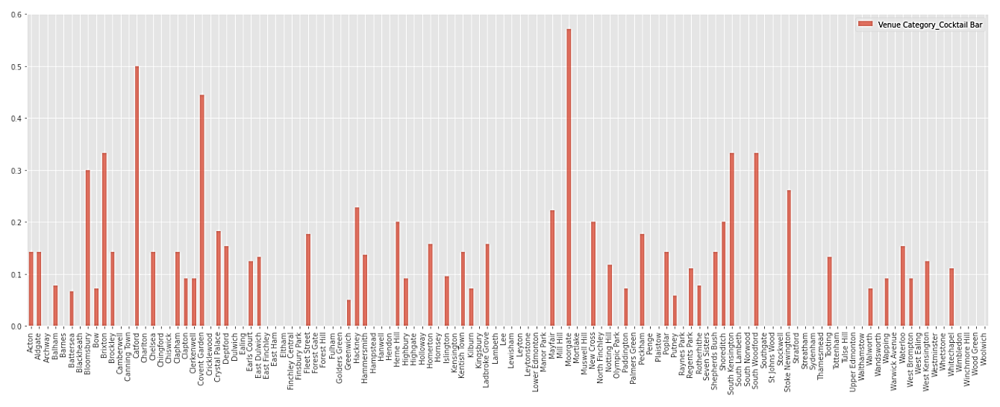 0.6
Venue Category_Cocktail Bar
0.5
0.4
0.3
0.2
0.1
0.0
Acton
Aldgate
Archway
Balham
Barnes
Battersea
Blackheath
Bloomsbury
Bow
Brixton
Brockley
Camberwell
Canning Town
Catford
Charlton
Chelsea
Chingford
Chiswick
Clapham
Clapton
Clerkenwell
Covent Garden
Cricklewood
Crystal Palace
Deptford
Dulwich
Ealing
Earls Court
East Dulwich
East Finchley
East Ham
Eltham
Finchley Central
Finsbury Park
Fleet Street
Forest Gate
Forest Hill
Fulham
Golders Green
Greenwich
Hackney
Hammersmith
Hampstead
Hanwell
Hendon
Herne Hill
Highbury
Highgate
Holloway
Homerton
Hornsey
Islington
Kensington
Kentish Town
Kilburn
Kingsbury
Ladbroke Grove
Lambeth
Lee
Lewisham
Leyton
Leytonstone
Lower Edmonton
Manor Park
Mayfair
Mill Hill
Moorgate
Mortlake
Muswell Hill
New Cross
North Finchley
Notting Hill
Olympic Park
Paddington
Palmers Green
Peckham
Penge
Plaistow
Poplar
Putney
Raynes Park
Regents Park
Rotherhithe
Seven Sisters
Shepherds Bush
Shoreditch
South Kensington
South Lambeth
South Norwood
South Woodford
Southgate
St Johns Wood
Stockwell
Stoke Newington
Stratford
Streatham
Sydenham
Thamesmead
Tooting
Tottenham
Tulse Hill
Upper Edmonton
Walthamstow
Walworth
Wandsworth
Wapping
Warwick Avenue
Waterloo
West Brompton
West Ealing
West Kensington
Westminster
Whetstone
Whitechapel
Wimbledon
Winchmore Hill
Wood Green
Woolwich